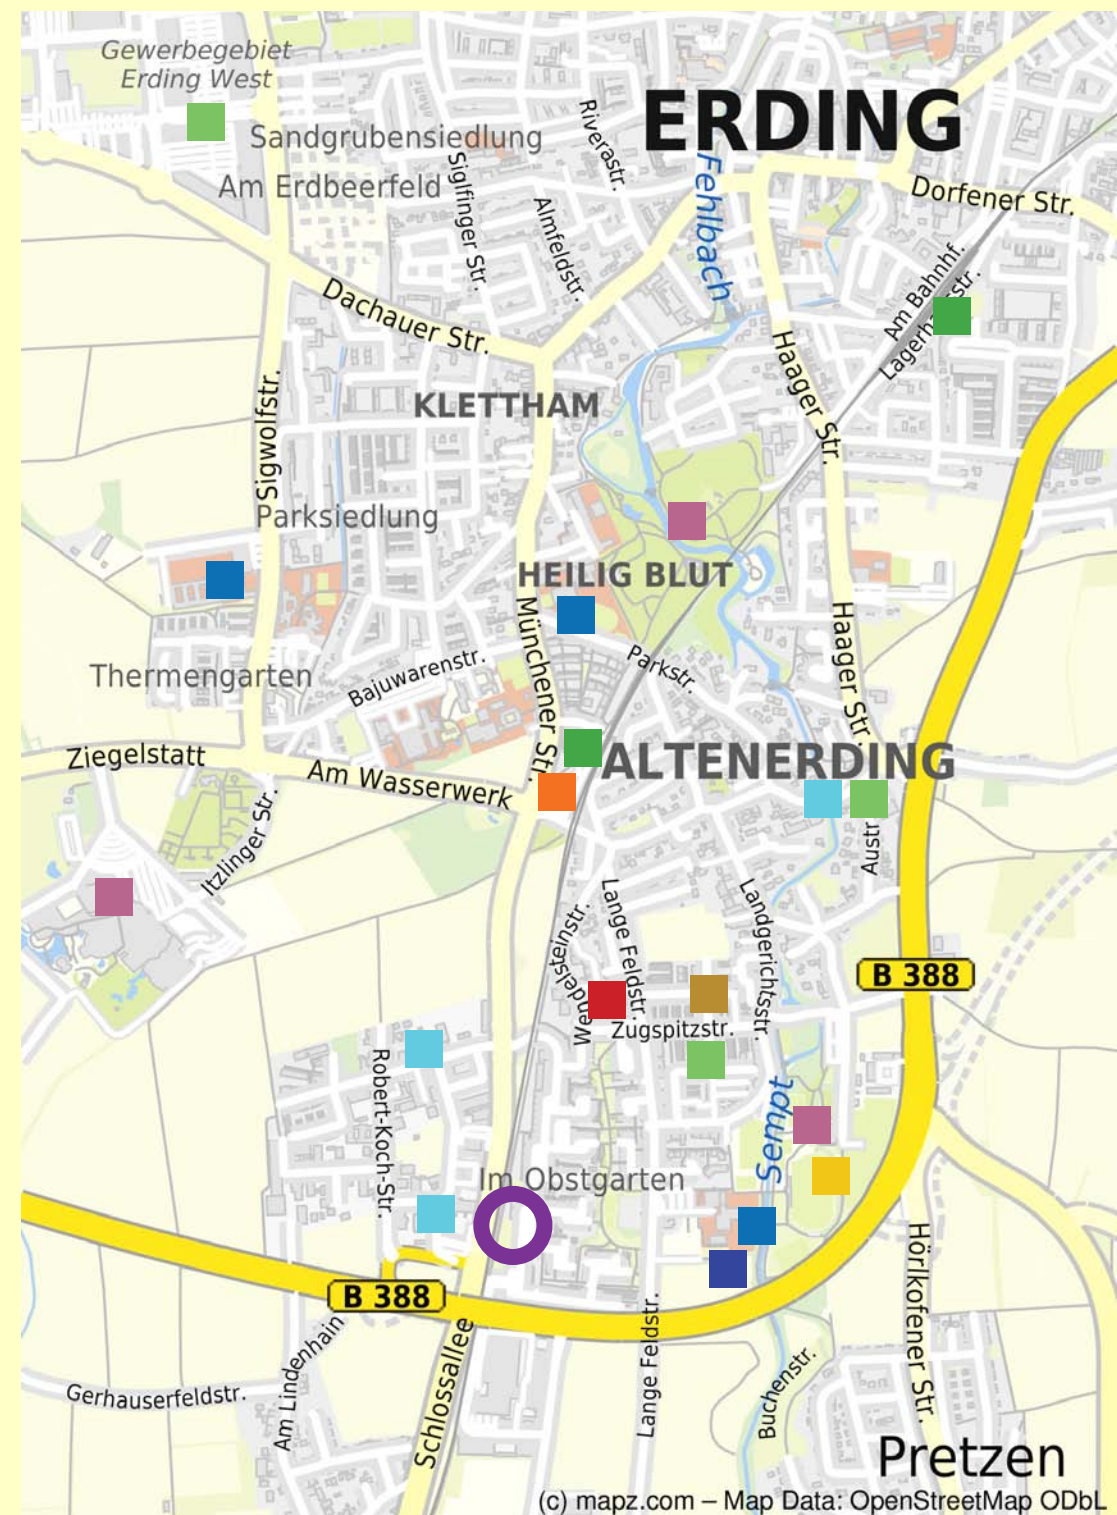 Gewerbegebiet
Erding West
ERDING
Sandgrubensiedlung
Riverastr.
Am Erdbeerfeld
Siglfinger Str.
Almfeldstr.
Fehlbach
Dorfener Str.
Am Bahnhf.
Dachauer Str.
Haager Str.
KLETTHAM
Sigwolfstr.
Parksiedlung
HEILIG BLUT
Münchener Str.
Haager Str.
Parkstr.
Bajuwarenstr.
Thermengarten
Ziegelstatt
Am Wasserwerk
ALTENERDING
Itzlinger Str.
Lange Feldstr.
Landgerichtsstr.
Wendelsteinstr.
B 388
Zugspitzstr.
Robert-Koch-Str.
Sempt
Im Obstgarten
B 388
Hörlkofener Str.
Am Lindenhain
Schlossallee
Lange Feldstr.
Buchenstr.
Gerhauserfeldstr.
Pretzen
(c) mapz.com – Map Data: OpenStreetMap ODbL